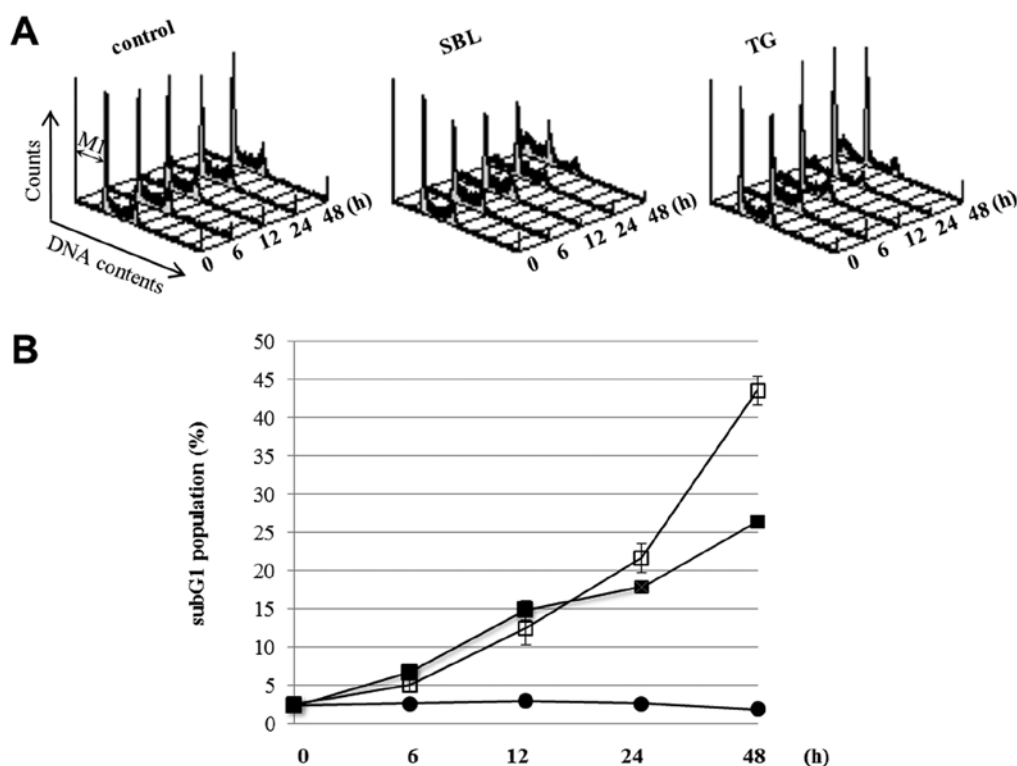 A
control
SBL
TG
M1
Counts
DNA contents
0 6 12 24 48 (h)
0 6 12 24 48 (h)
0 6 12 24 48 (h)
B
subG1 population (%)
50
45
40
35
30
25
20
15
10
5
0
0 6 12 24 48 (h)